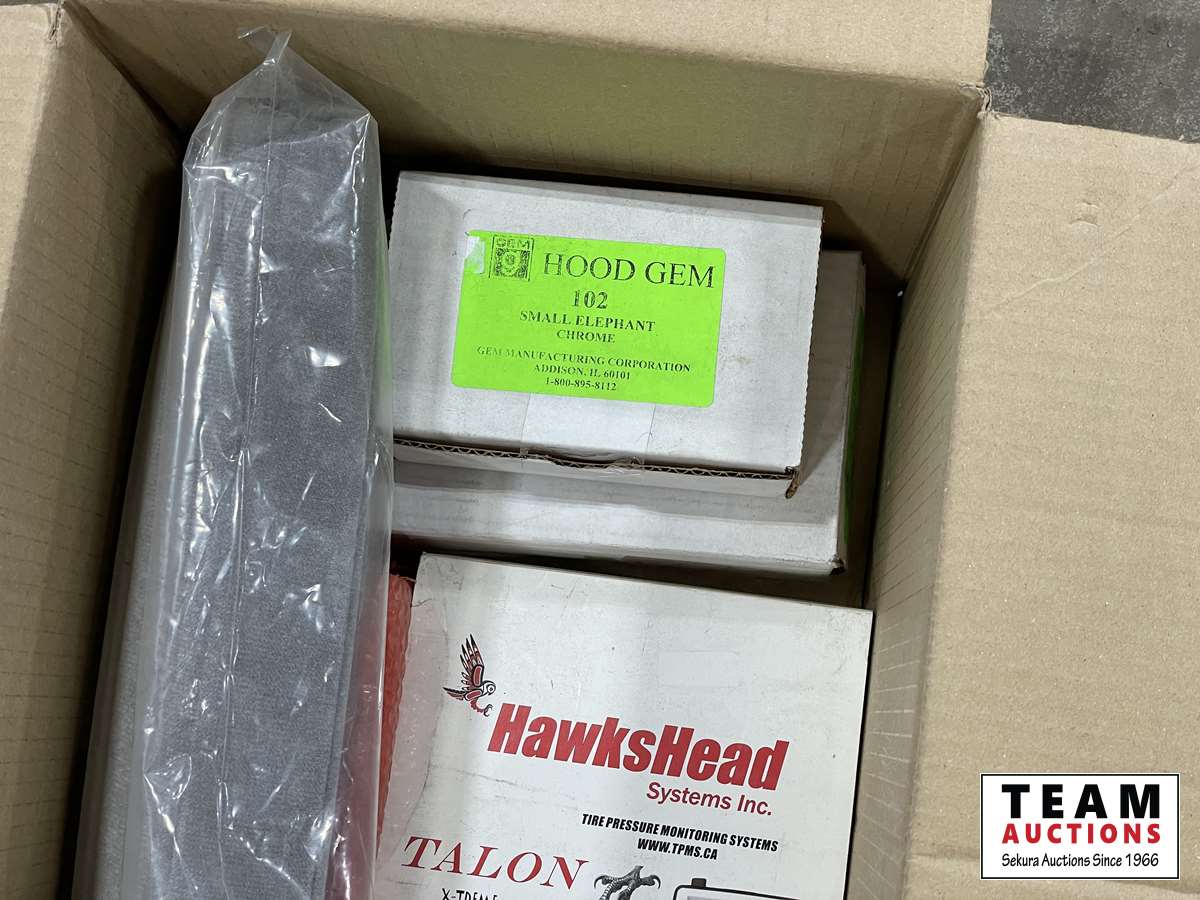 GEM
HOOD GEM
102
SMALL ELEPHANT
CHROME
GEM MANUFACTURING CORPORATION
ADDISON, IL 60101
1-800-895-8112
HawksHead
Systems Inc.
TIRE PRESSURE MONITORING SYSTEMS
WWW.TPMS.CA
TALON
X-TREME
TEAM
AUCTIONS
Sekura Auctions Since 1966